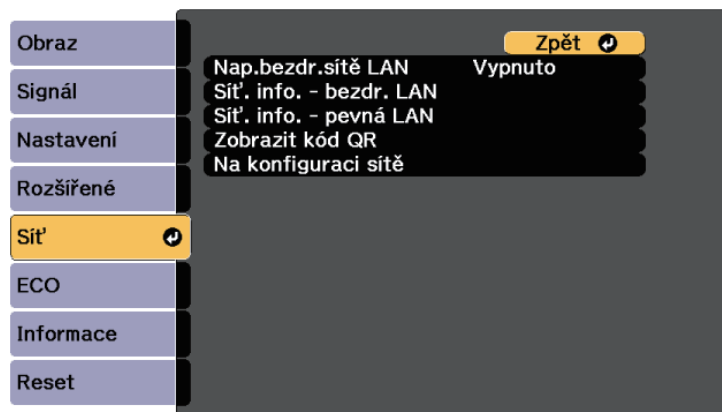 Obraz
Signál
Nastavení
Rozšířené
Síť
ECO
Informace
Reset
Zpět
Nap.bezdr.sítě LAN Vypnuto
Síť. info. - bezdr. LAN
Síť. info. - pevná LAN
Zobrazit kód QR
Na konfiguraci sítě